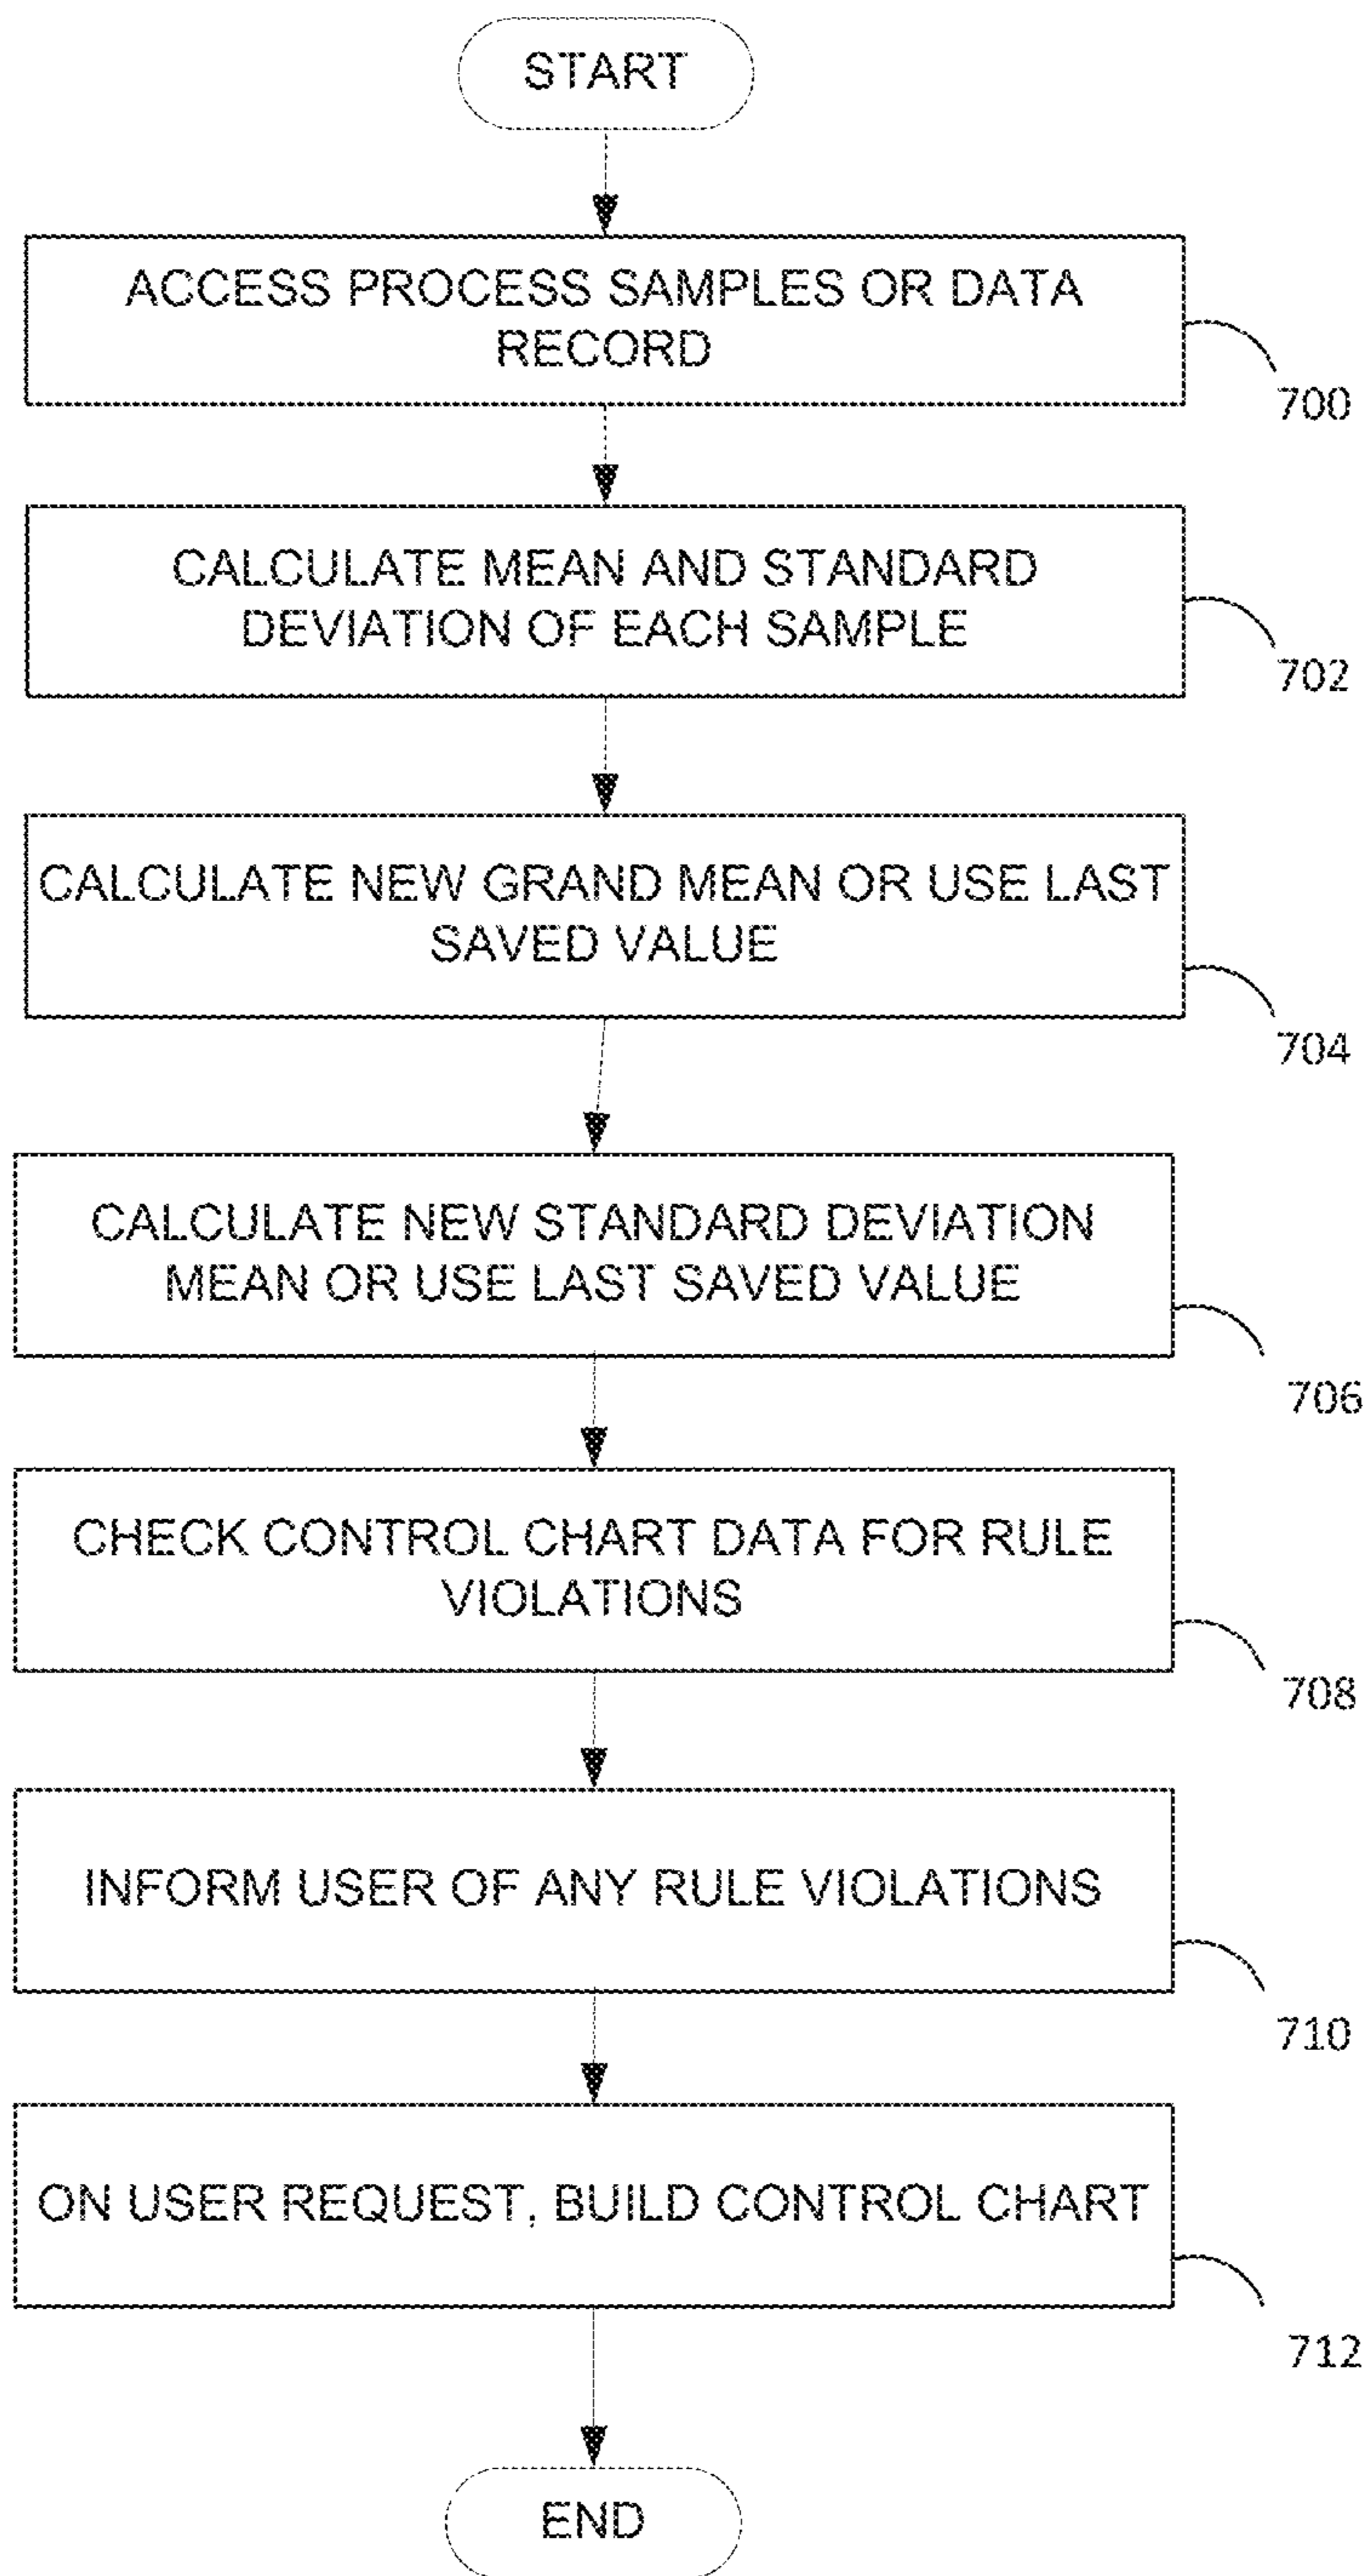 START
ACCESS PROCESS SAMPLES OR DATA
RECORD
700
CALCULATE MEAN AND STANDARD
DEVIATION OF EACH SAMPLE
702
CALCULATE NEW GRAND MEAN OR USE LAST
SAVED VALUE
704
CALCULATE NEW STANDARD DEVIATION
MEAN OR USE LAST SAVED VALUE
706
CHECK CONTROL CHART DATA FOR RULE
VIOLATIONS
708
INFORM USER OF ANY RULE VIOLATIONS
710
ON USER REQUEST, BUILD CONTROL CHART
712
END